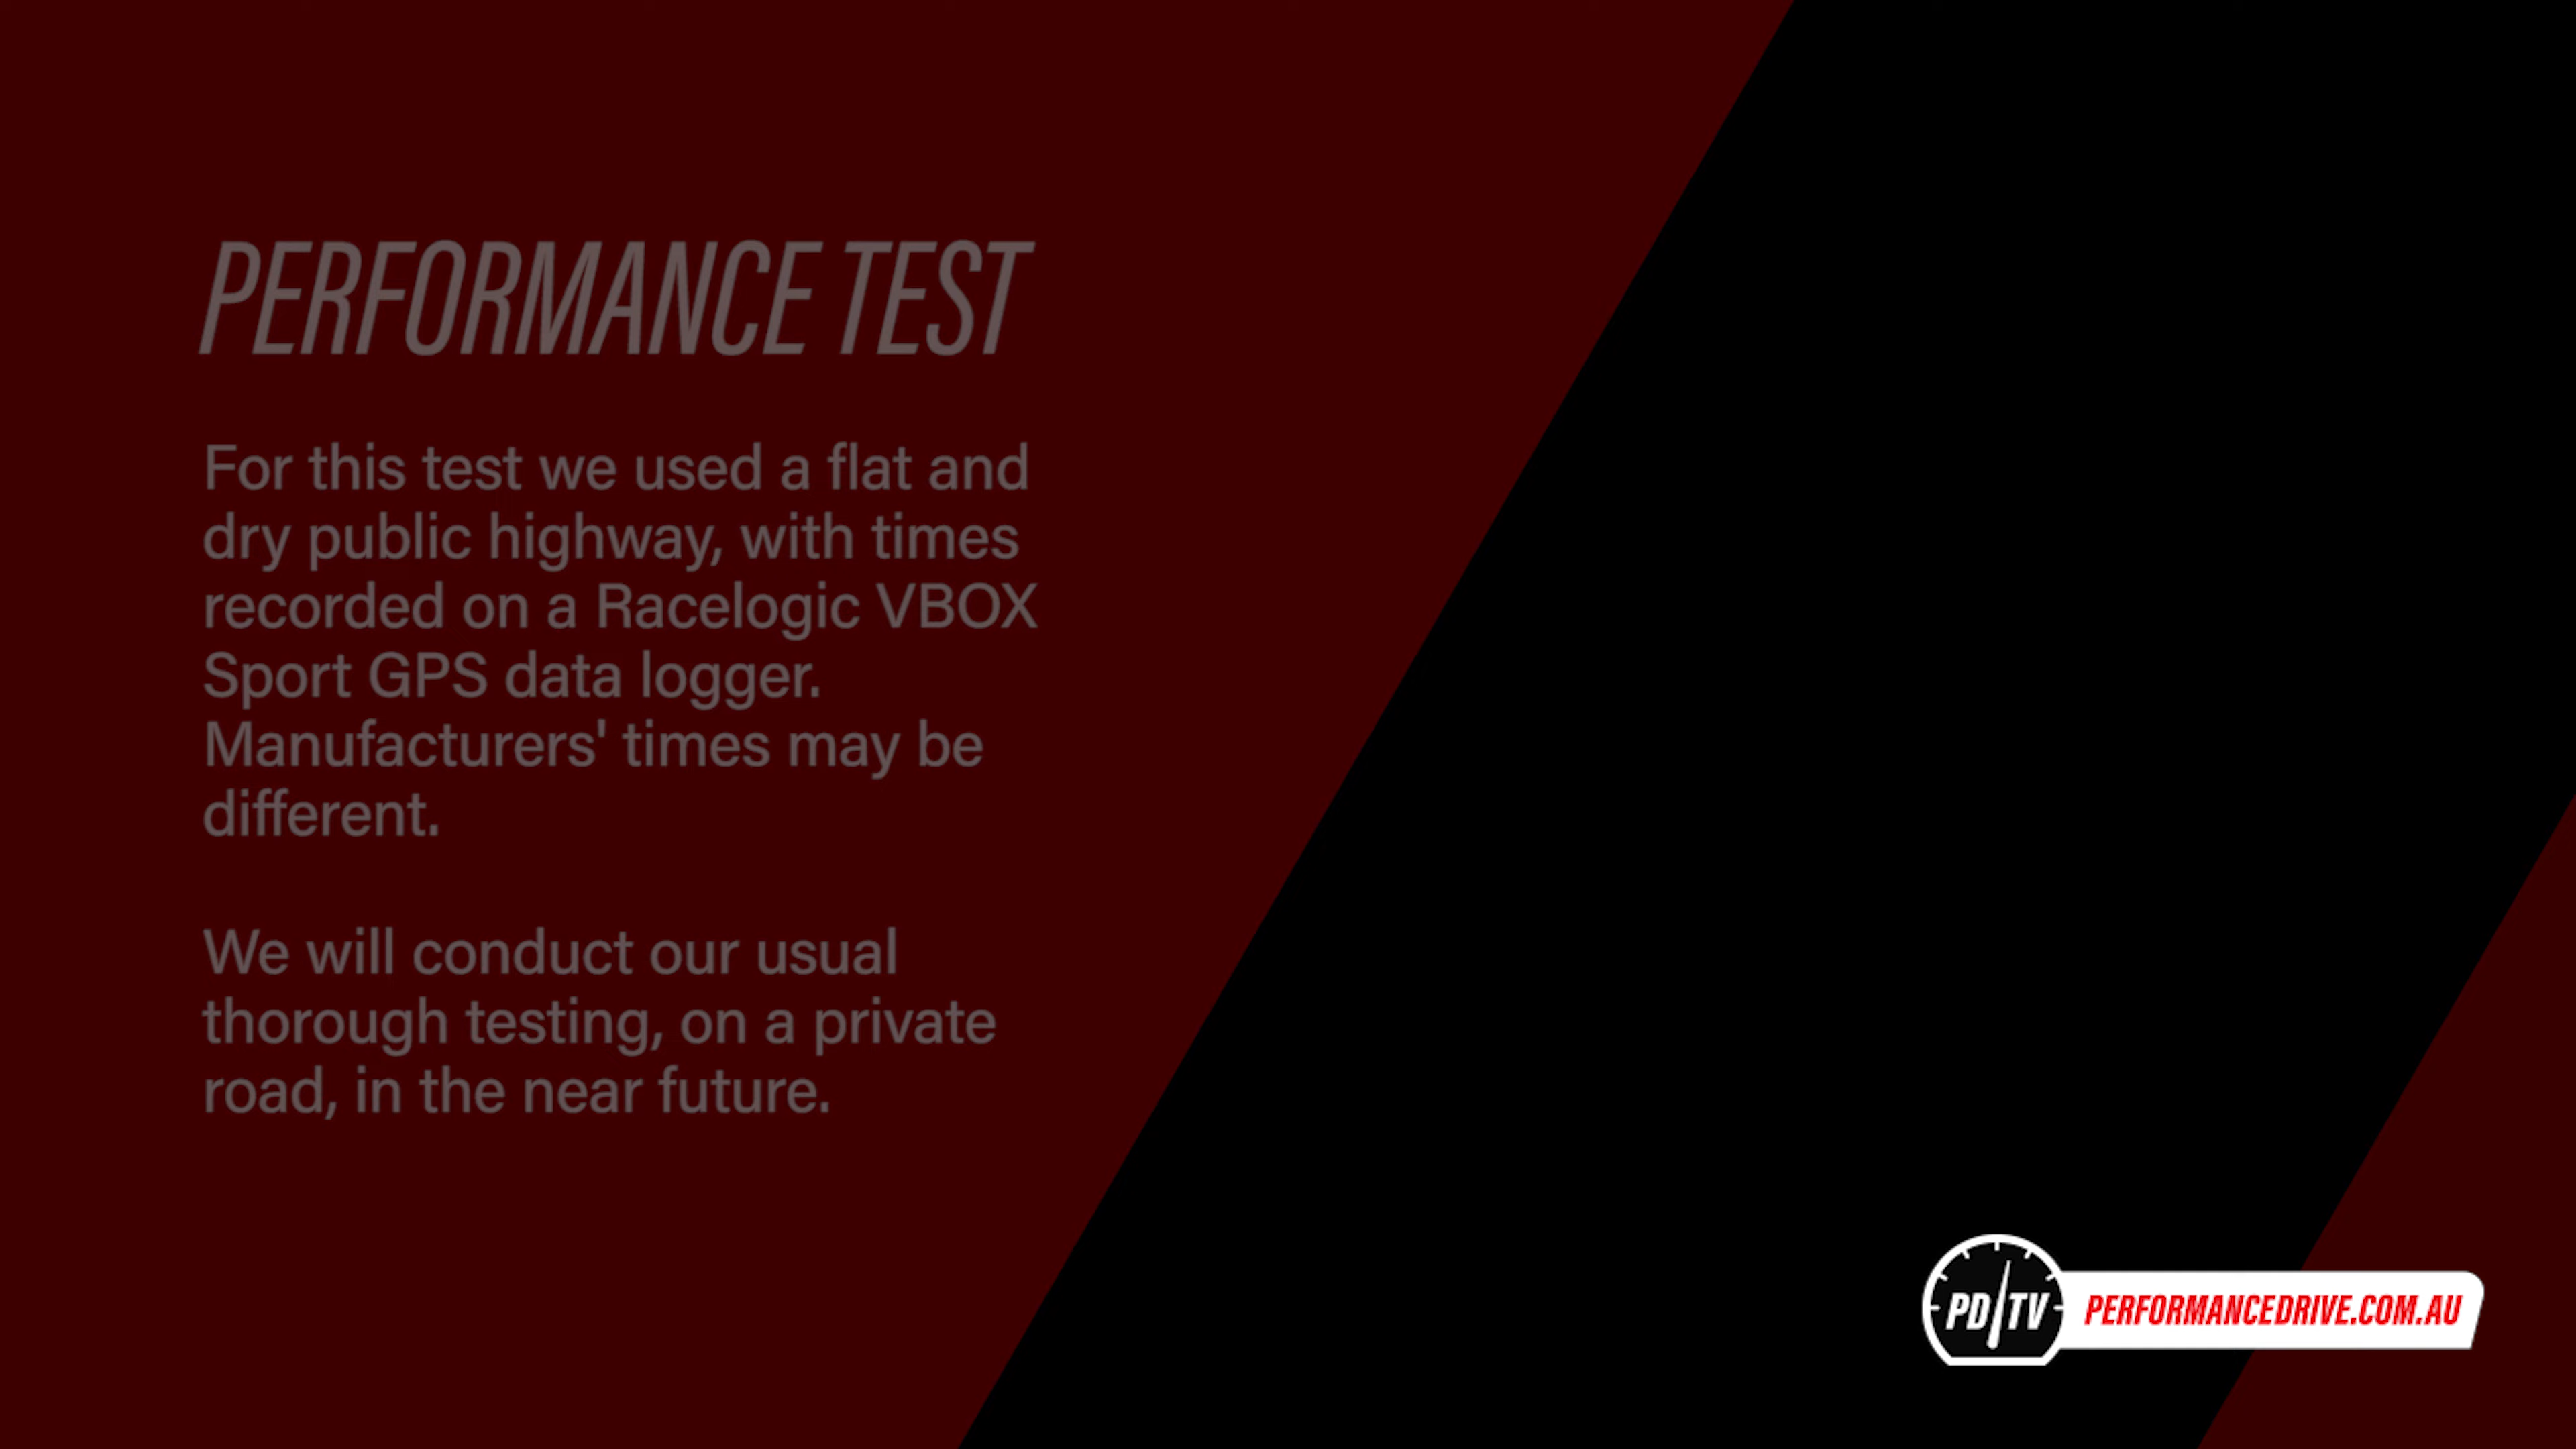 PERFORMANCE TEST
For this test we used a flat and
dry public highway, with times
recorded on a Racelogic VBOX
Sport GPS data logger.
Manufacturers' times may be
different.
We will conduct our usual
thorough testing, on a private
road, in the near future.
PD TV PERFORMANCEDRIVE.COM.AU